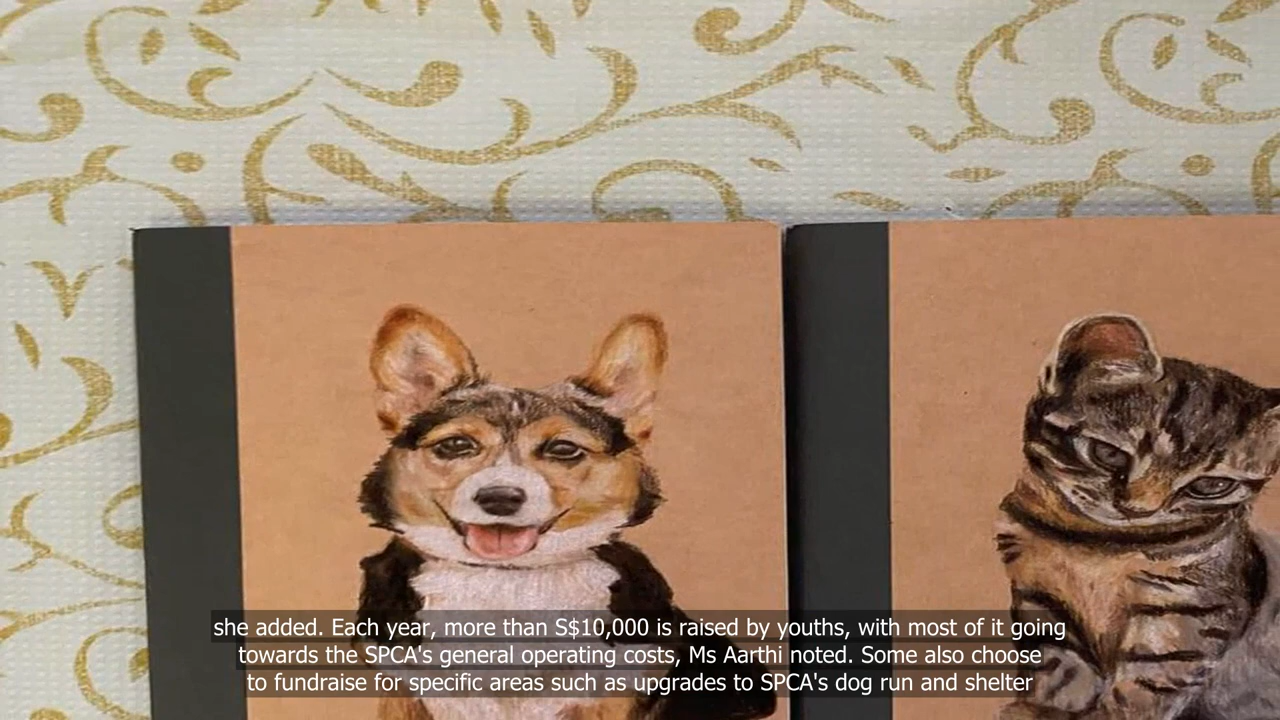 she added. Each year, more than S$10,000 is raised by youths, with most of it going
towards the SPCA's general operating costs, Ms Aarthi noted. Some also choose
to fundraise for specific areas such as upgrades to SPCA's dog run and shelter